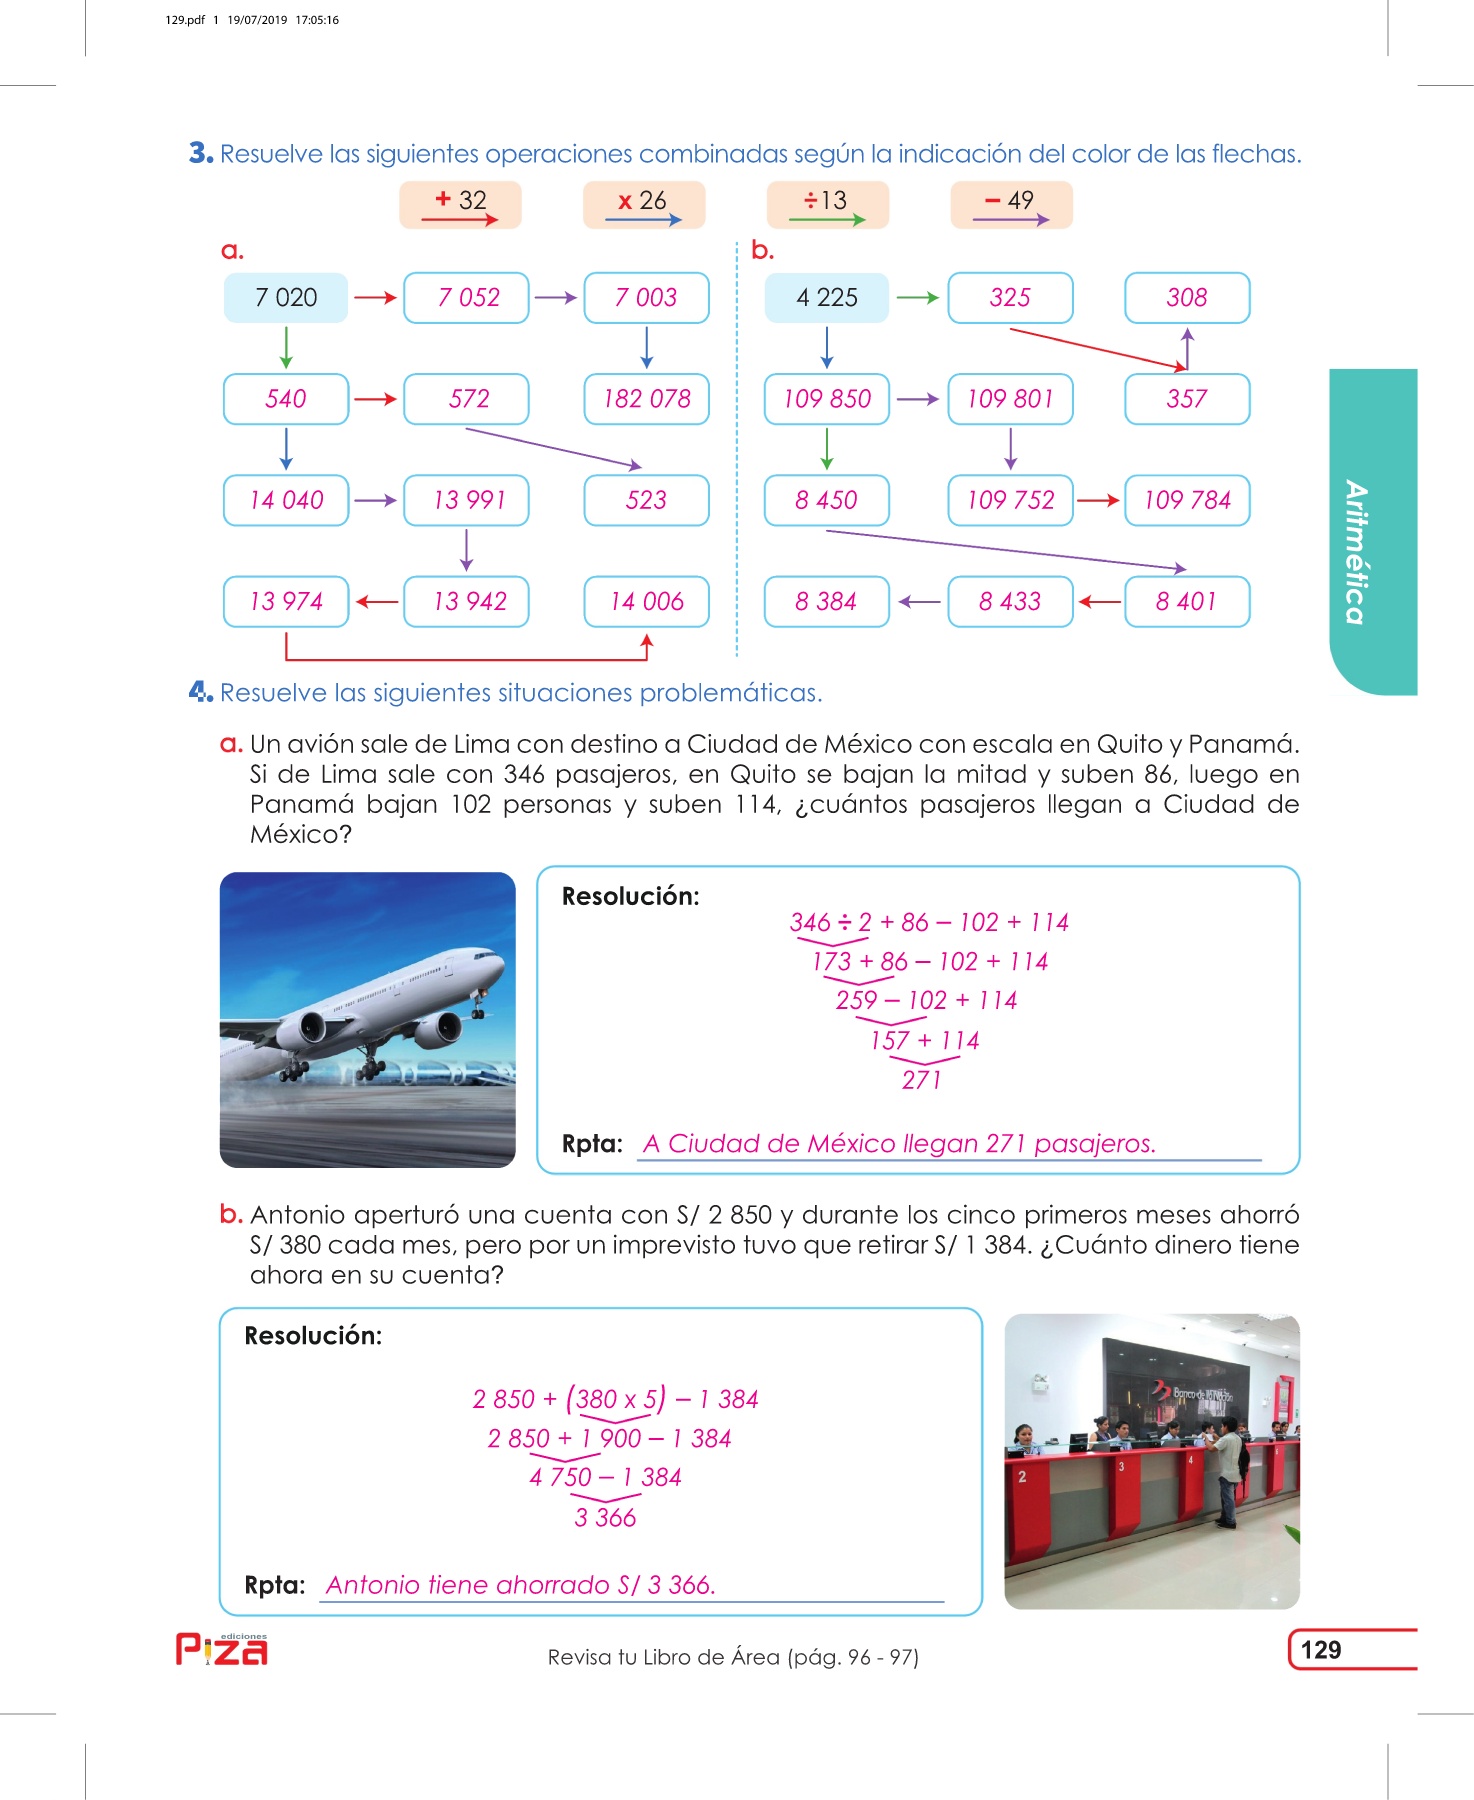 129.pdf 1 19/07/2019 17:05:16
3. Resuelve las siguientes operaciones combinadas según la indicación del color de las flechas.
+ 32 x 26 ÷ 13 – 49
a.
7 020 7 052 7 003
540 572 182 078
14 040 13 991 523
13 974 13 942 14 006
b.
4 225 325 308
109 850 109 801 357
8 450 109 752 109 784
8 384 8 433 8 401
Aritmética
4. Resuelve las siguientes situaciones problemáticas.
a. Un avión sale de Lima con destino a Ciudad de México con escala en Quito y Panamá.
Si de Lima sale con 346 pasajeros, en Quito se bajan la mitad y suben 86, luego en
Panamá bajan 102 personas y suben 114, ¿cuántos pasajeros llegan a Ciudad de
México?
Resolución:
346 ÷ 2 + 86 – 102 + 114
173 + 86 – 102 + 114
259 – 102 + 114
157 + 114
271
Rpta: A Ciudad de México llegan 271 pasajeros.
b. Antonio aperturó una cuenta con S/ 2 850 y durante los cinco primeros meses ahorró
S/ 380 cada mes, pero por un imprevisto tuvo que retirar S/ 1 384. ¿Cuánto dinero tiene
ahora en su cuenta?
Resolución:
2 850 + (380 x 5) – 1 384
2 850 + 1 900 – 1 384
4 750 – 1 384
3 366
Rpta: Antonio tiene ahorrado S/ 3 366.
Banco de la Nación
2 3 4
ediciones
Piza
Revisa tu Libro de Área (pág. 96 - 97)
129